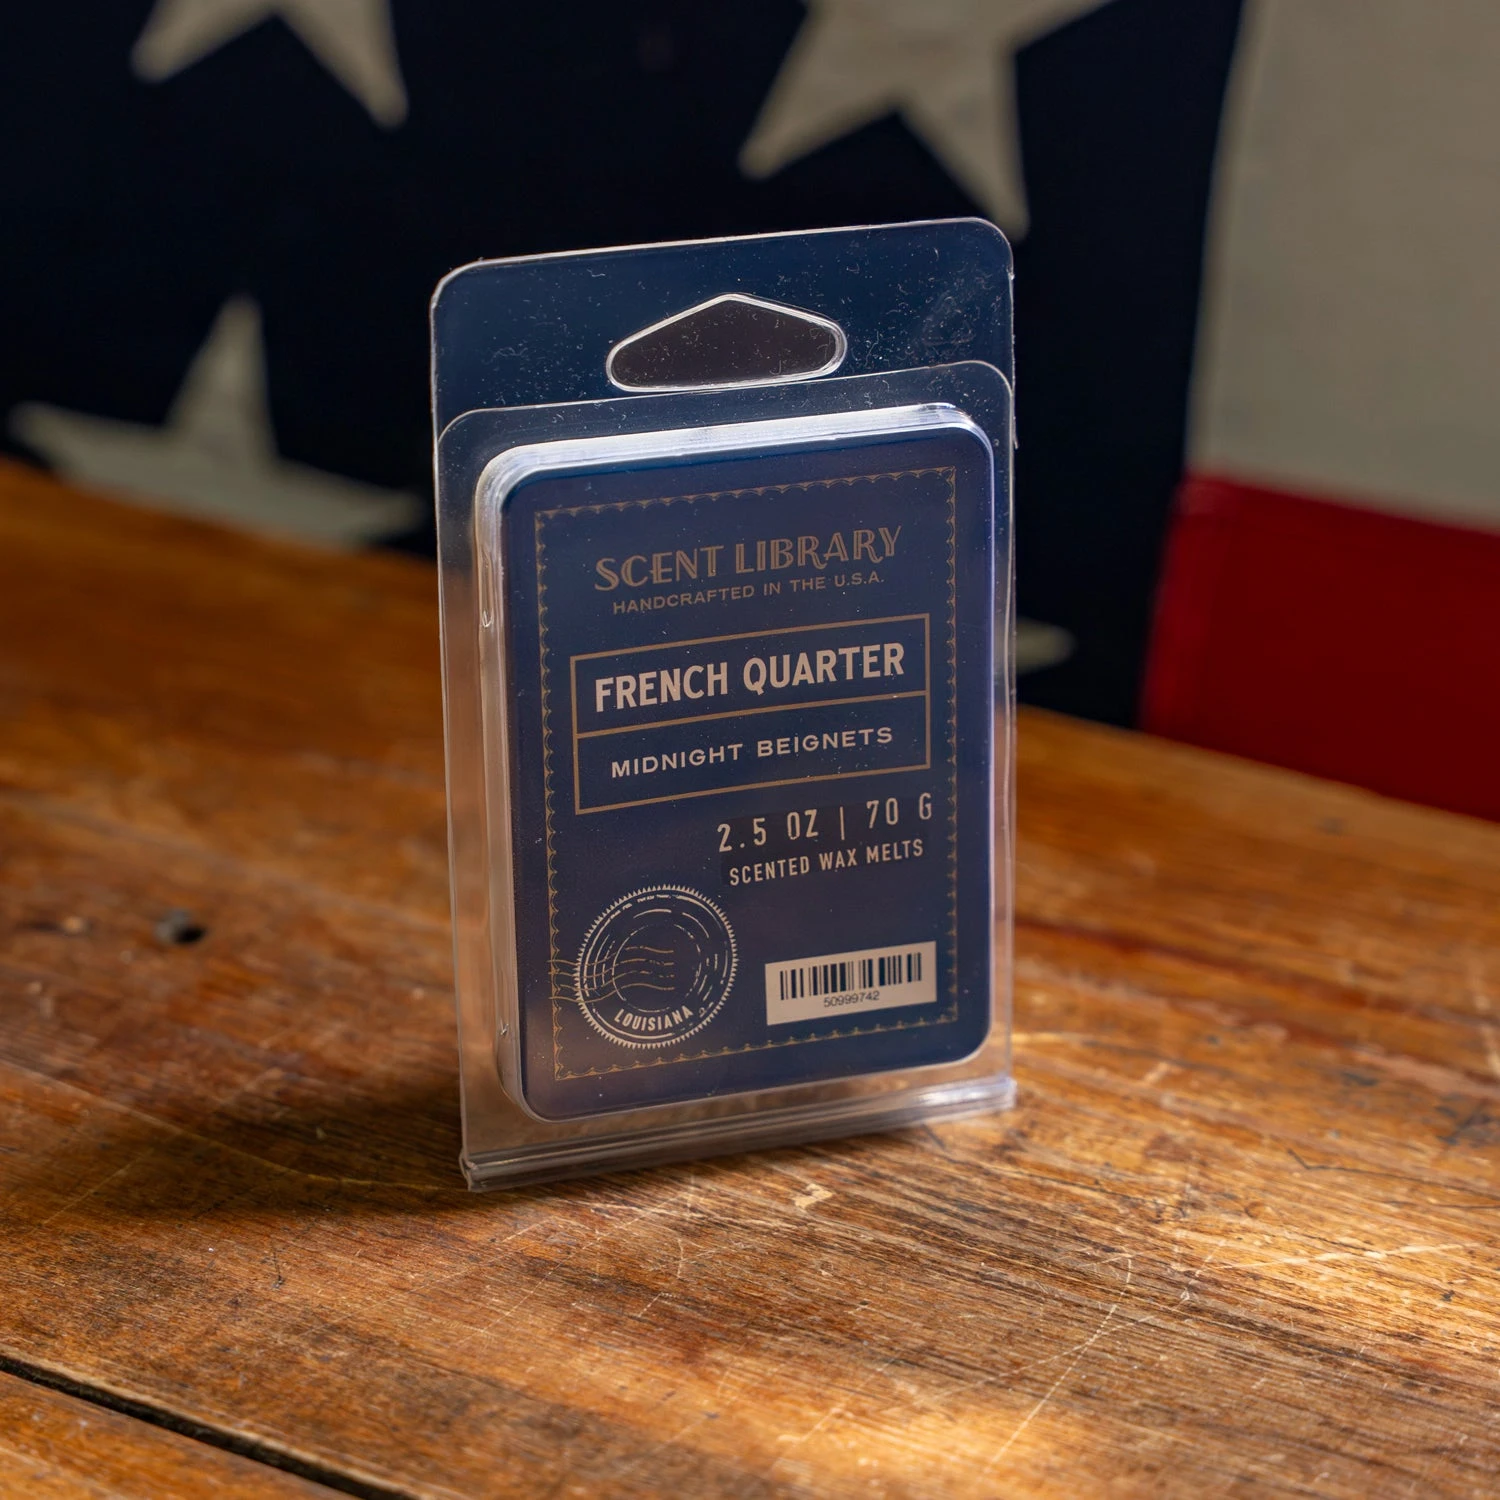 SCENT LIBRARY
HANDCRAFTED IN THE U.S.A.
FRENCH QUARTER
MIDNIGHT BEIGNETS
2.5 OZ | 70 G
SCENTED WAX MELTS
LOUISIANA
50999742